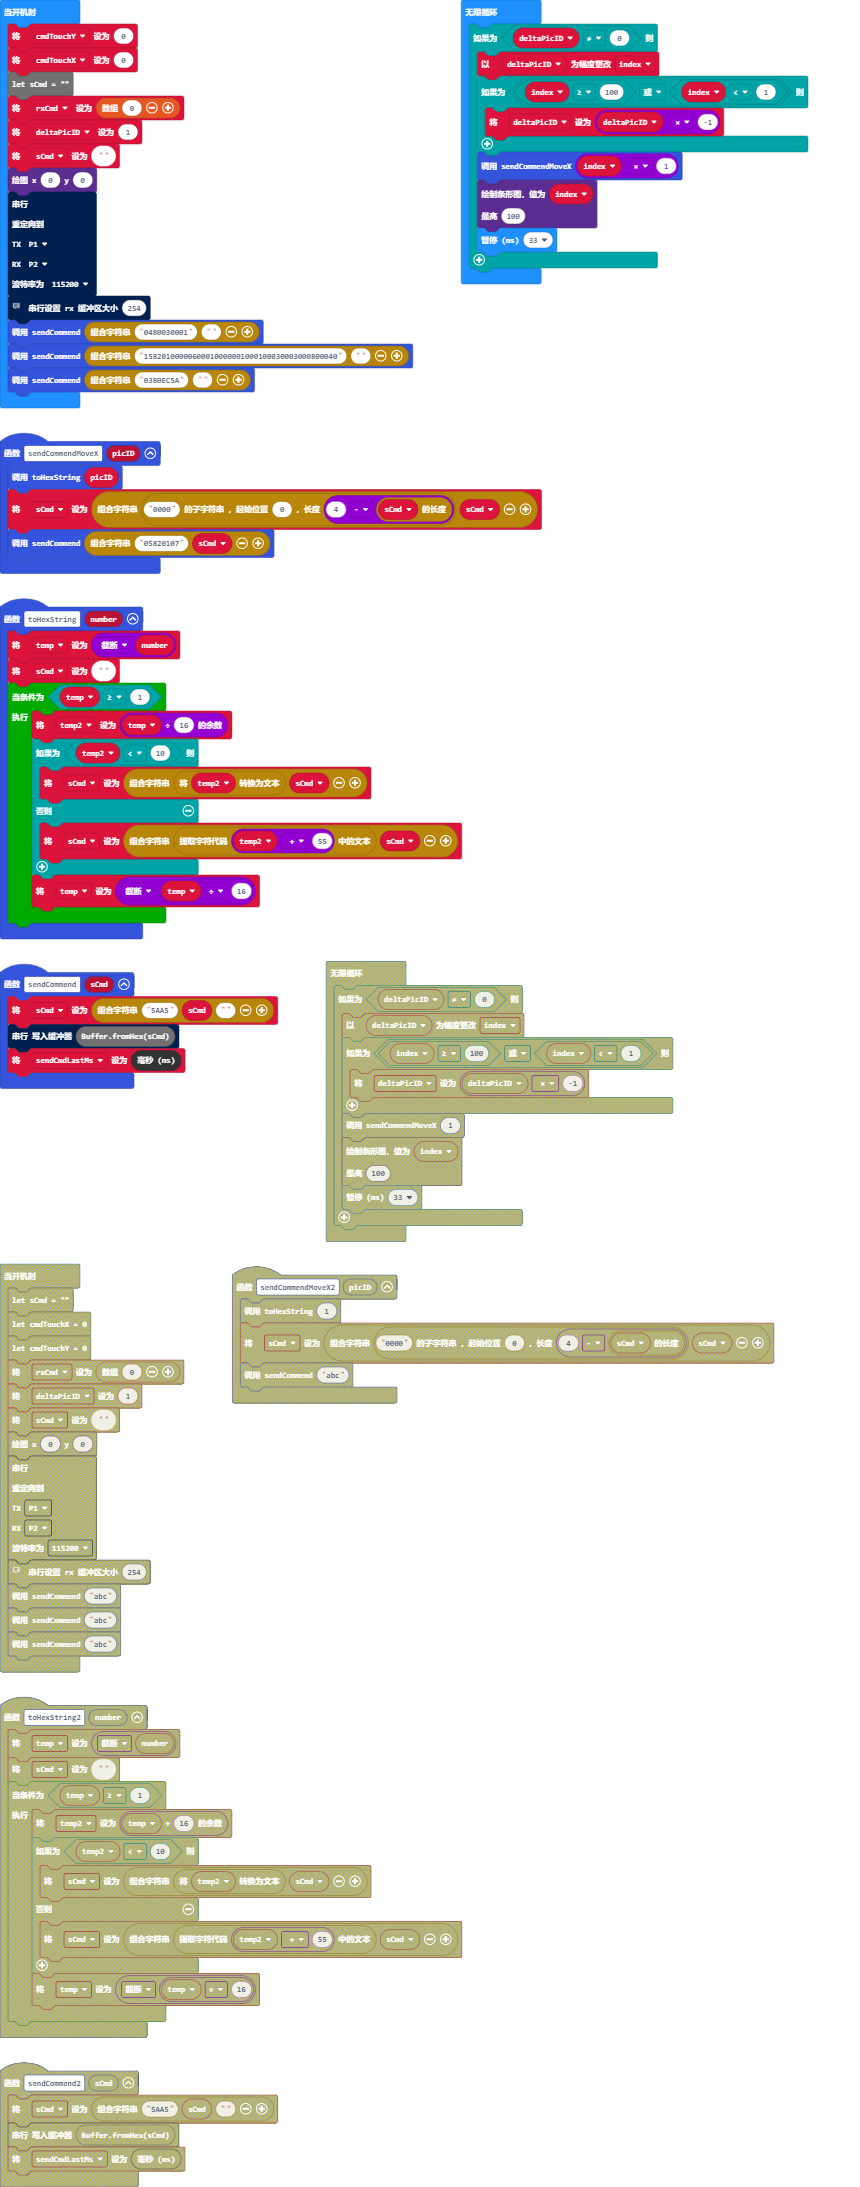 当开机时
将 cmdTouchY 设为 0
将 cmdTouchX 设为 0
let sCmd = ""
将 rxCmd 设为 数组 0
将 deltaPicID 设为 1
将 sCmd 设为 ""
绘图 x 0 y 0
串行
重定向到
TX P1
RX P2
波特率为 115200
串行设置 rx 缓冲区大小 254
调用 sendCommend 组合字符串 "0480030001" ""
调用 sendCommend 组合字符串 "158201000006000100000010001000300030008000​40" ""
调用 sendCommend 组合字符串 "0380EC5A" ""
无限循环
如果为 deltaPicID ≠ 0 则
以 deltaPicID 为幅度更改 index
如果为 index ≥ 100 或 index < 1 则
将 deltaPicID 设为 deltaPicID × -1
调用 sendCommendMoveX index × 1
绘制条形图，值为 index
最高 100
暂停 (ms) 33
函数 sendCommendMoveX picID
调用 toHexString picID
将 sCmd 设为 组合字符串 "0000" 的子字符串，起始位置 0 ，长度 4 - sCmd 的长度 sCmd
调用 sendCommend 组合字符串 "05820107" sCmd
函数 toHexString number
将 temp 设为 截断 number
将 sCmd 设为 ""
当条件为 temp ≥ 1
执行 将 temp2 设为 temp ÷ 16 的余数
如果为 temp2 < 10 则
将 sCmd 设为 组合字符串 将 temp2 转换为文本 sCmd
否则
将 sCmd 设为 组合字符串 提取字符代码 temp2 + 55 中的文本 sCmd
将 temp 设为 截断 temp ÷ 16
函数 sendCommend sCmd
将 sCmd 设为 组合字符串 "5AA5" sCmd ""
串行 写入缓冲器 Buffer.fromHex(sCmd)
将 sendCmdLastMs 设为 毫秒 (ms)
无限循环
如果为 deltaPicID ≠ 0 则
以 deltaPicID 为幅度更改 index
如果为 index ≥ 100 或 index < 1 则
将 deltaPicID 设为 deltaPicID × -1
调用 sendCommendMoveX 1
绘制条形图，值为 index
最高 100
暂停 (ms) 33
当开机时
let sCmd = ""
let cmdTouchX = 0
let cmdTouchY = 0
将 rxCmd 设为 数组 0
将 deltaPicID 设为 1
将 sCmd 设为 ""
绘图 x 0 y 0
串行
重定向到
TX P1
RX P2
波特率为 115200
串行设置 rx 缓冲区大小 254
调用 sendCommend "abc"
调用 sendCommend "abc"
调用 sendCommend "abc"
函数 sendCommendMoveX2 picID
调用 toHexString 1
将 sCmd 设为 组合字符串 "0000" 的子字符串，起始位置 0 ，长度 4 - sCmd 的长度 sCmd
调用 sendCommend "abc"
函数 toHexString2 number
将 temp 设为 截断 number
将 sCmd 设为 ""
当条件为 temp ≥ 1
执行 将 temp2 设为 temp ÷ 16 的余数
如果为 temp2 < 10 则
将 sCmd 设为 组合字符串 将 temp2 转换为文本 sCmd
否则
将 sCmd 设为 组合字符串 提取字符代码 temp2 + 55 中的文本 sCmd
将 temp 设为 截断 temp ÷ 16
函数 sendCommend2 sCmd
将 sCmd 设为 组合字符串 "5AA5" sCmd ""
串行 写入缓冲器 Buffer.fromHex(sCmd)
将 sendCmdLastMs 设为 毫秒 (ms)